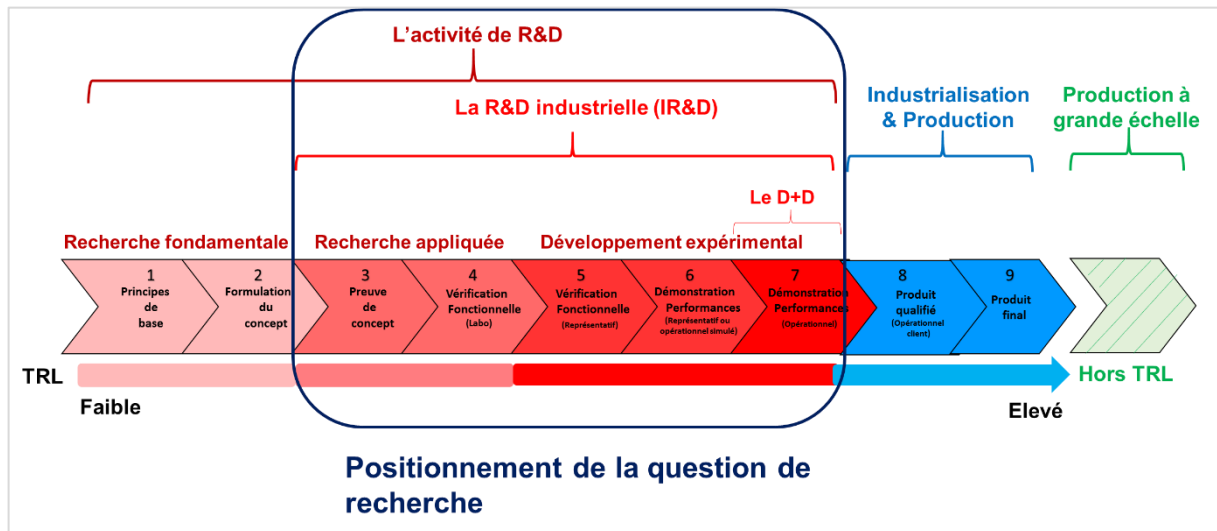 L'activité de R&D
La R&D industrielle (IR&D)
Industrialisation
& Production
Production à
grande échelle
Le D+D
Recherche fondamentale
Recherche appliquée
Développement expérimental
1
Principes
de
base
2
Formulation
du
concept
3
Preuve
de
concept
4
Vérification
Fonctionnelle
(Labo)
5
Vérification
Fonctionnelle
(Représentatif)
6
Démonstration
Performances
(Représentatif ou
opérationnel simulé)
7
Démonstration
Performances
(Opérationnel)
8
Produit
qualifié
(Opérationnel
client)
9
Produit
final
TRL
Faible
Elevé
Hors TRL
Positionnement de la question de
recherche